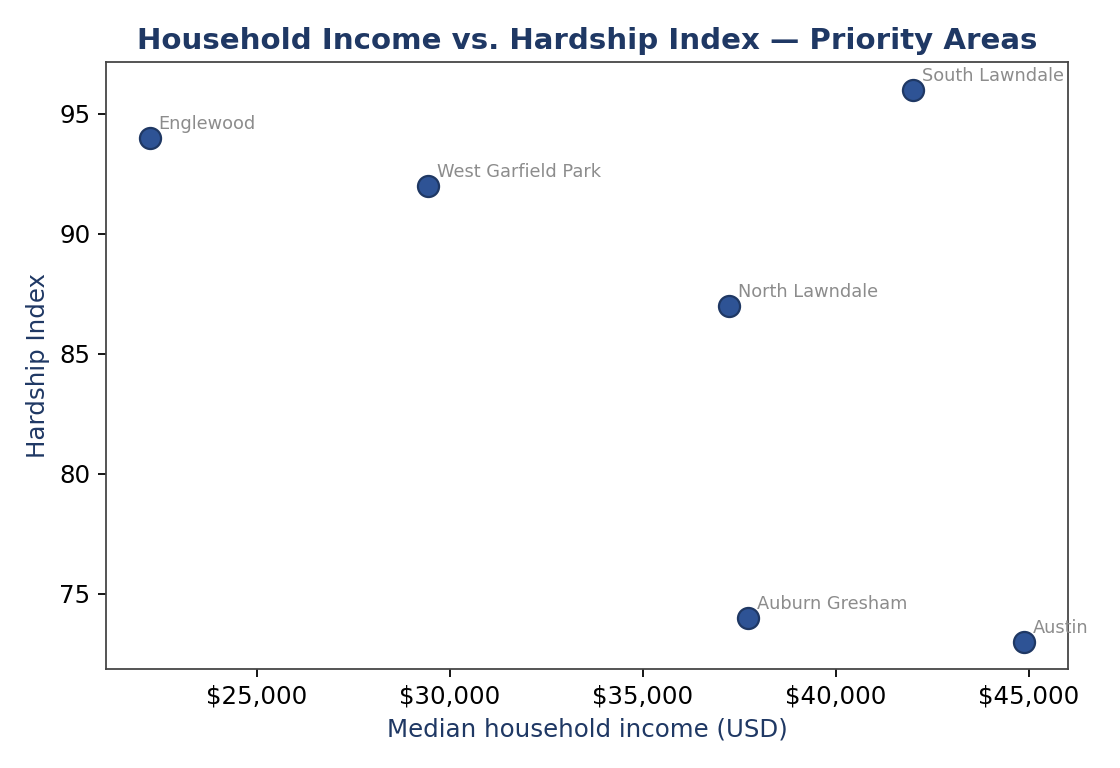 Household Income vs. Hardship Index — Priority Areas
South Lawndale
95
Englewood
West Garfield Park
90
North Lawndale
Hardship Index
85
80
75
Auburn Gresham
Austin
$25,000 $30,000 $35,000 $40,000 $45,000
Median household income (USD)